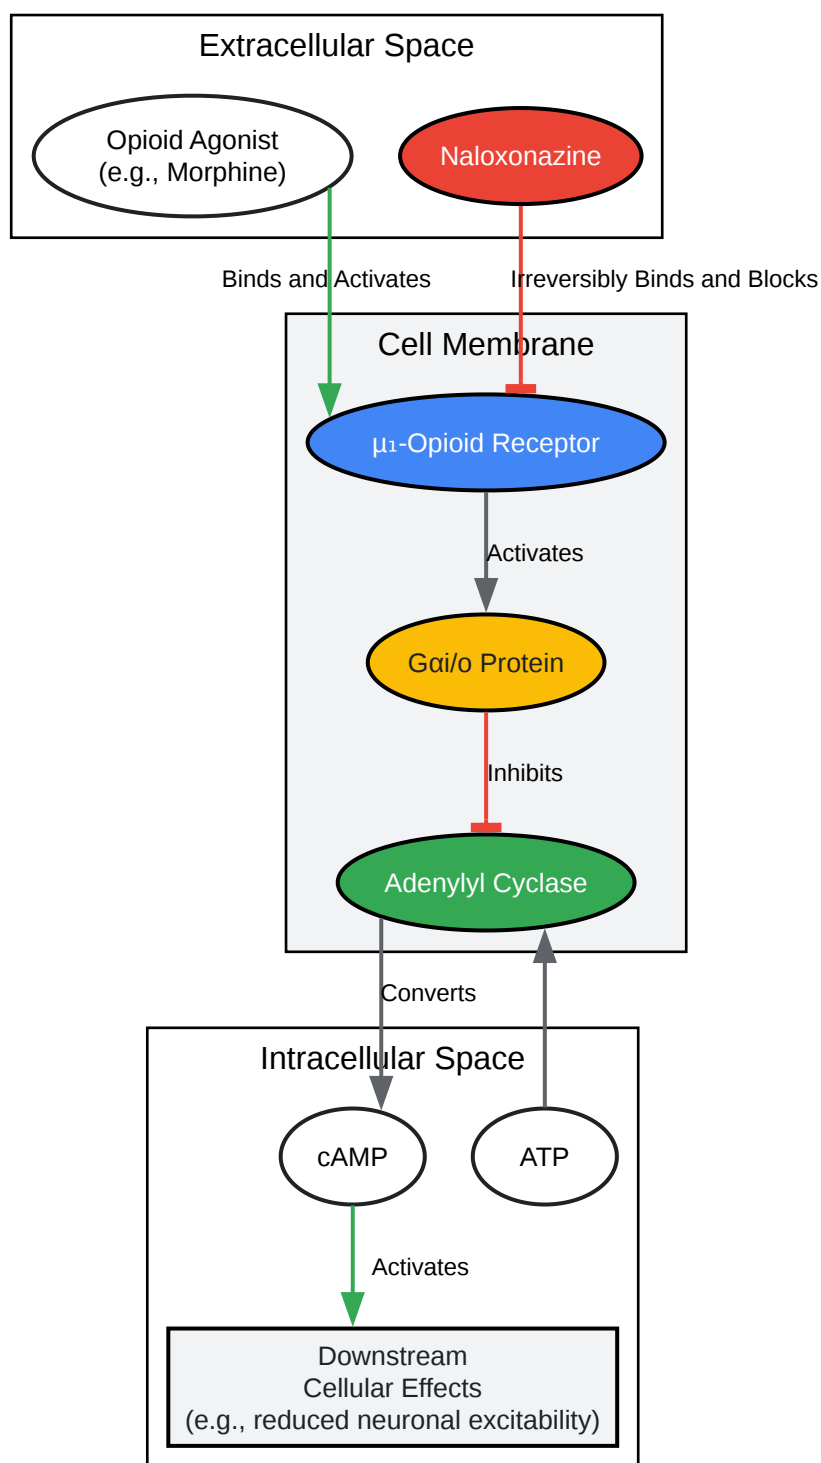 Extracellular Space
Opioid Agonist
(e.g., Morphine)
Naloxonazine
Binds and Activates
Irreversibly Binds and Blocks
Cell Membrane
µ₁-Opioid Receptor
Activates
Gαi/o Protein
Inhibits
Adenylyl Cyclase
Converts
Intracellular Space
cAMP
ATP
Activates
Downstream
Cellular Effects
(e.g., reduced neuronal excitability)